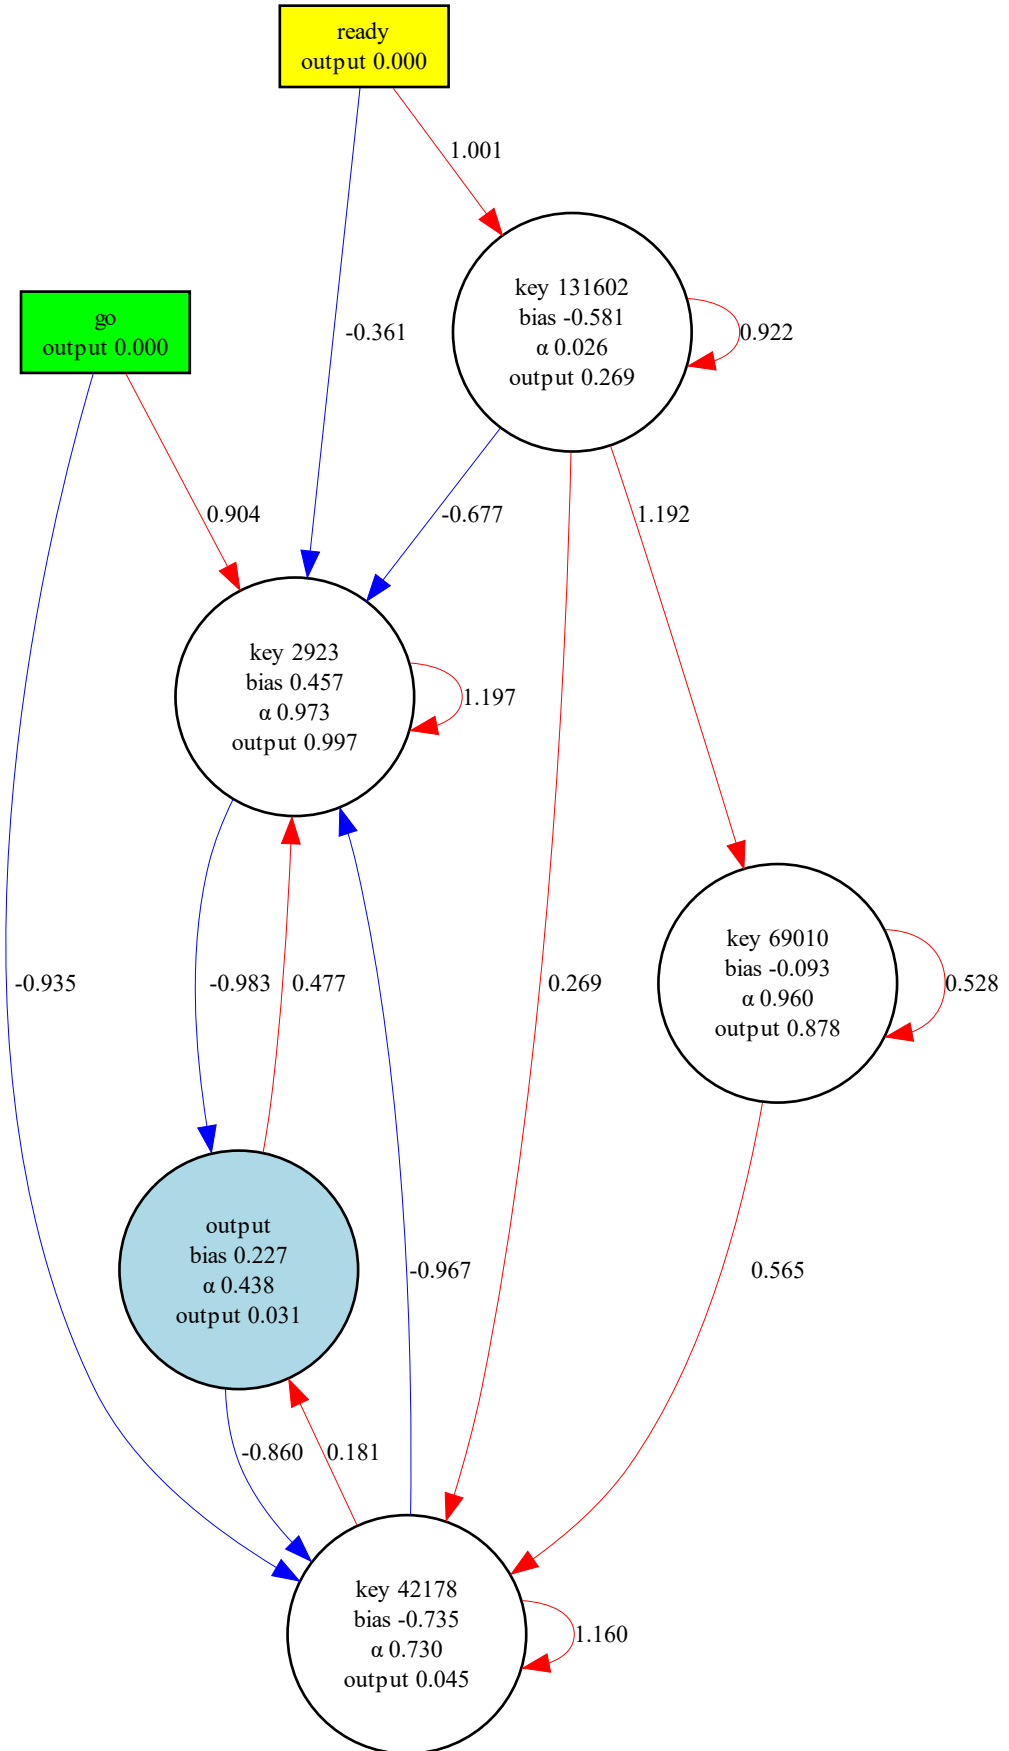 ready
output 0.000
1.001
key 131602
bias -0.581
α 0.026
output 0.269
0.922
go
output 0.000
-0.361
0.904
-0.677
1.192
key 2923
bias 0.457
α 0.973
output 0.997
1.197
key 69010
bias -0.093
α 0.960
output 0.878
0.528
-0.935
-0.983
0.477
0.269
output
bias 0.227
α 0.438
output 0.031
-0.967
0.565
-0.860
0.181
key 42178
bias -0.735
α 0.730
output 0.045
1.160